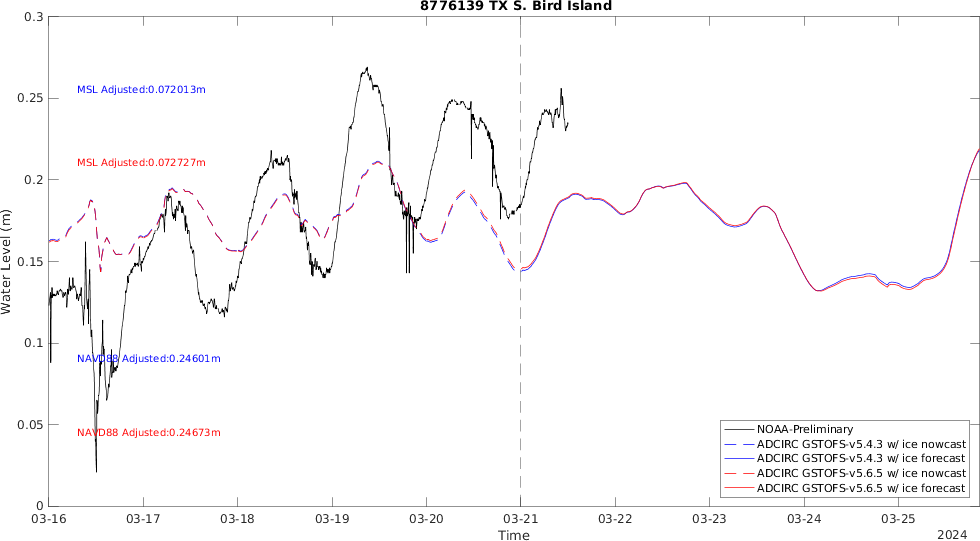 8776139 TX S. Bird Island
0.3
0.25
0.2
0.15
0.1
0.05
0
Water Level (m)
MSL Adjusted:0.072013m
MSL Adjusted:0.072727m
NAVD88 Adjusted:0.24601m
NAVD88 Adjusted:0.24673m
NOAA-Preliminary
ADCIRC GSTOFS-v5.4.3 w/ ice nowcast
ADCIRC GSTOFS-v5.4.3 w/ ice forecast
ADCIRC GSTOFS-v5.6.5 w/ ice nowcast
ADCIRC GSTOFS-v5.6.5 w/ ice forecast
03-16 03-17 03-18 03-19 03-20 03-21 03-22 03-23 03-24 03-25
Time
2024